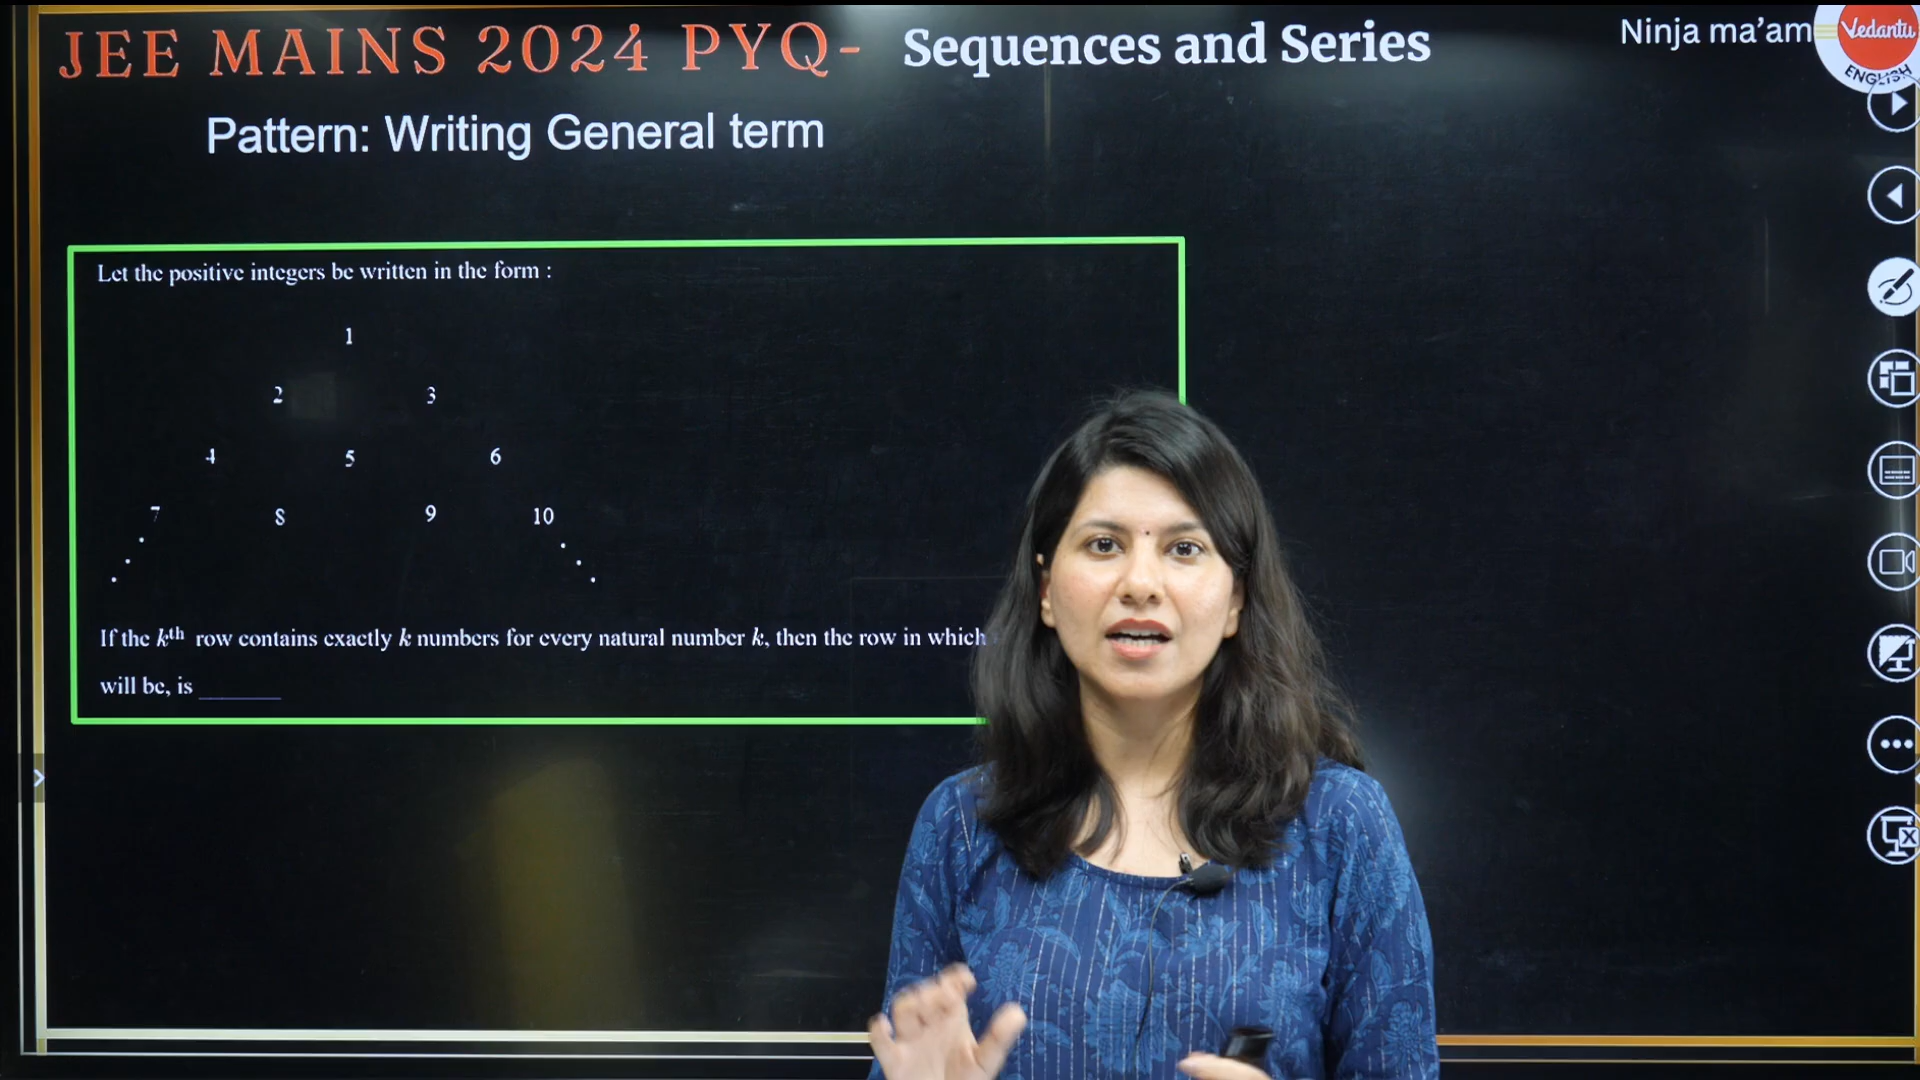 JEE MAINS 2024 PYQ- Sequences and Series
Ninja ma'am
Vedantu
ENGLISH
Pattern: Writing General term
Let the positive integers be written in the form :
1
2 3
4 5 6
7 8 9 10
If the kth row contains exactly k numbers for every natural number k, then the row in which
will be, is ______